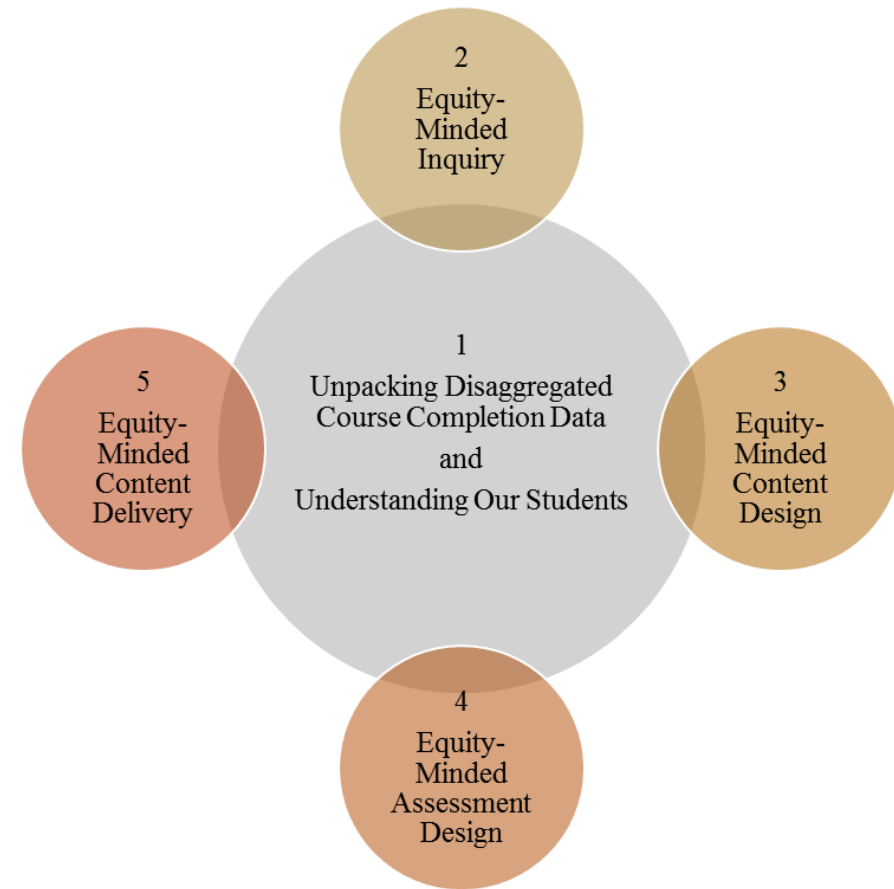 1
Unpacking Disaggregated
Course Completion Data
and
Understanding Our Students
2
Equity-
Minded
Inquiry
3
Equity-
Minded
Content
Design
4
Equity-
Minded
Assessment
Design
5
Equity-
Minded
Content
Delivery